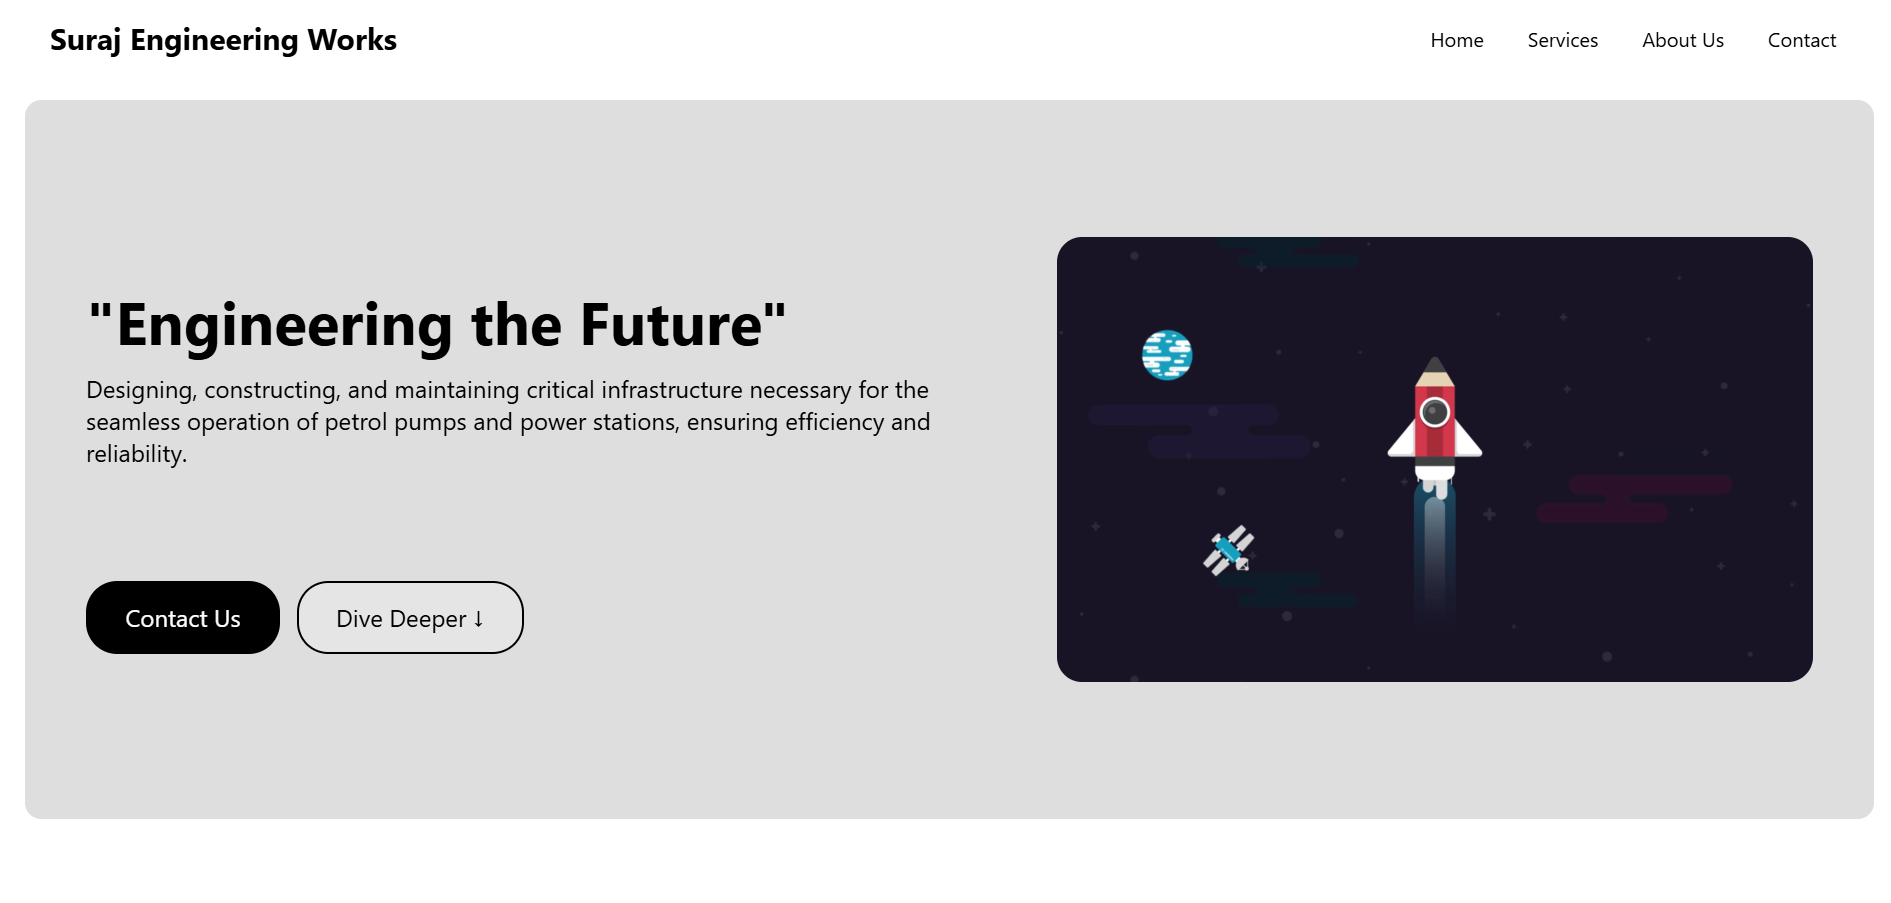 Suraj Engineering Works
Home Services About Us Contact
"Engineering the Future"
Designing, constructing, and maintaining critical infrastructure necessary for the
seamless operation of petrol pumps and power stations, ensuring efficiency and
reliability.
Contact Us
Dive Deeper ↓